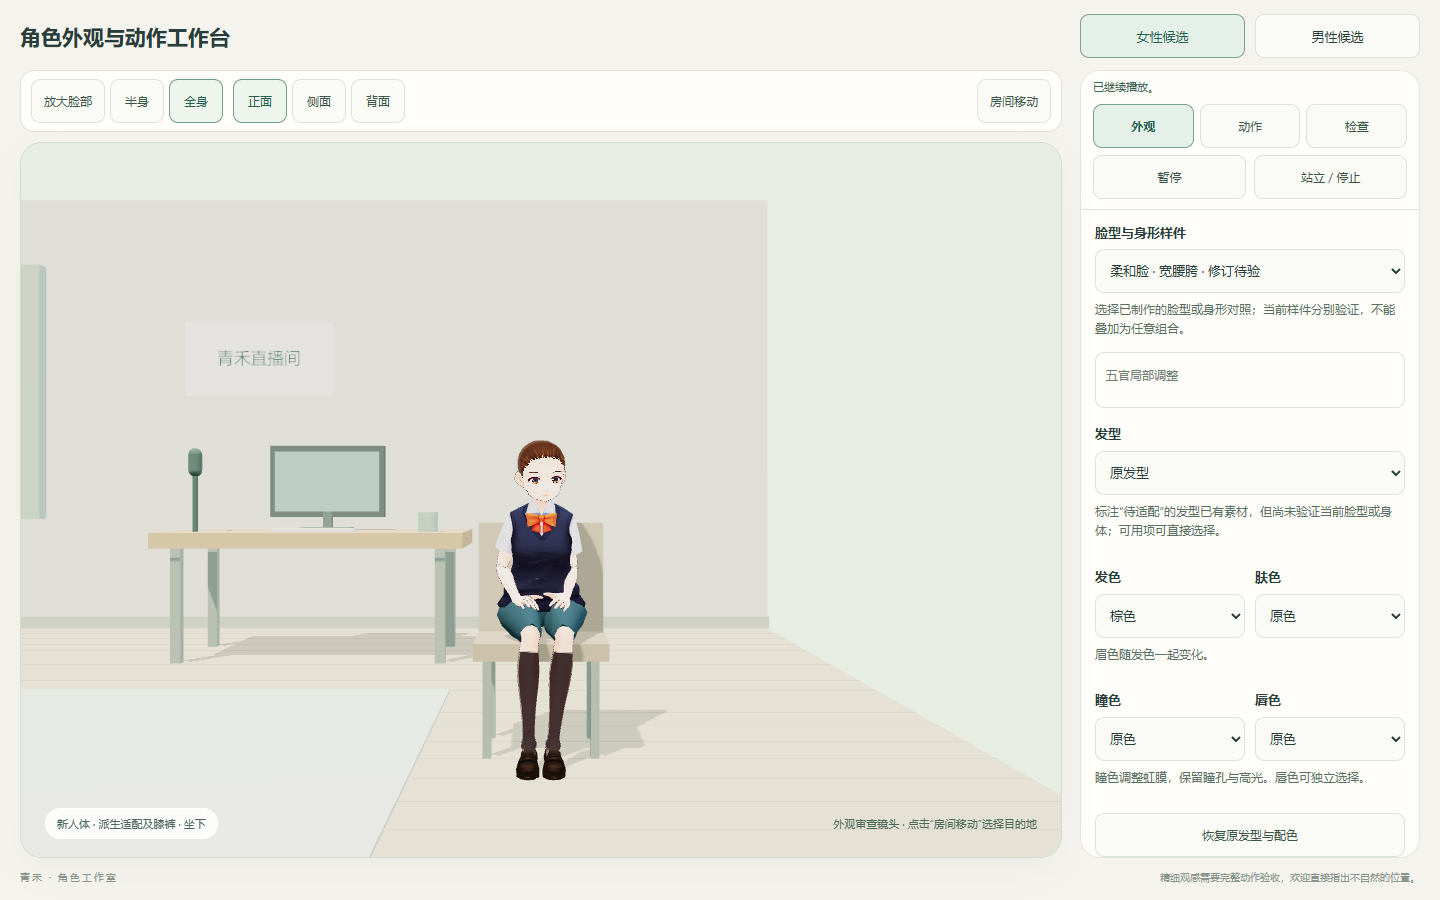 角色外观与动作工作台
女性候选
男性候选
放大脸部
半身
全身
正面
侧面
背面
房间移动
已继续播放。
外观
动作
检查
暂停
站立 / 停止
脸型与身形样件
柔和脸 · 宽腰胯 · 修订待验
选择已制作的脸型或身形对照；当前样件分别验证，不能
叠加为任意组合。
五官局部调整
发型
原发型
标注“待适配”的发型已有素材，但尚未验证当前脸型或身
体；可用项可直接选择。
发色
肤色
棕色
原色
眉色随发色一起变化。
瞳色
唇色
原色
原色
瞳色调整虹膜，保留瞳孔与高光。唇色可独立选择。
恢复原发型与配色
青禾直播间
新人体 · 派生适配及膝裤 · 坐下
外观审查镜头 · 点击“房间移动”选择目的地
青禾 · 角色工作室
精细观感需要完整动作验收，欢迎直接指出不自然的位置。